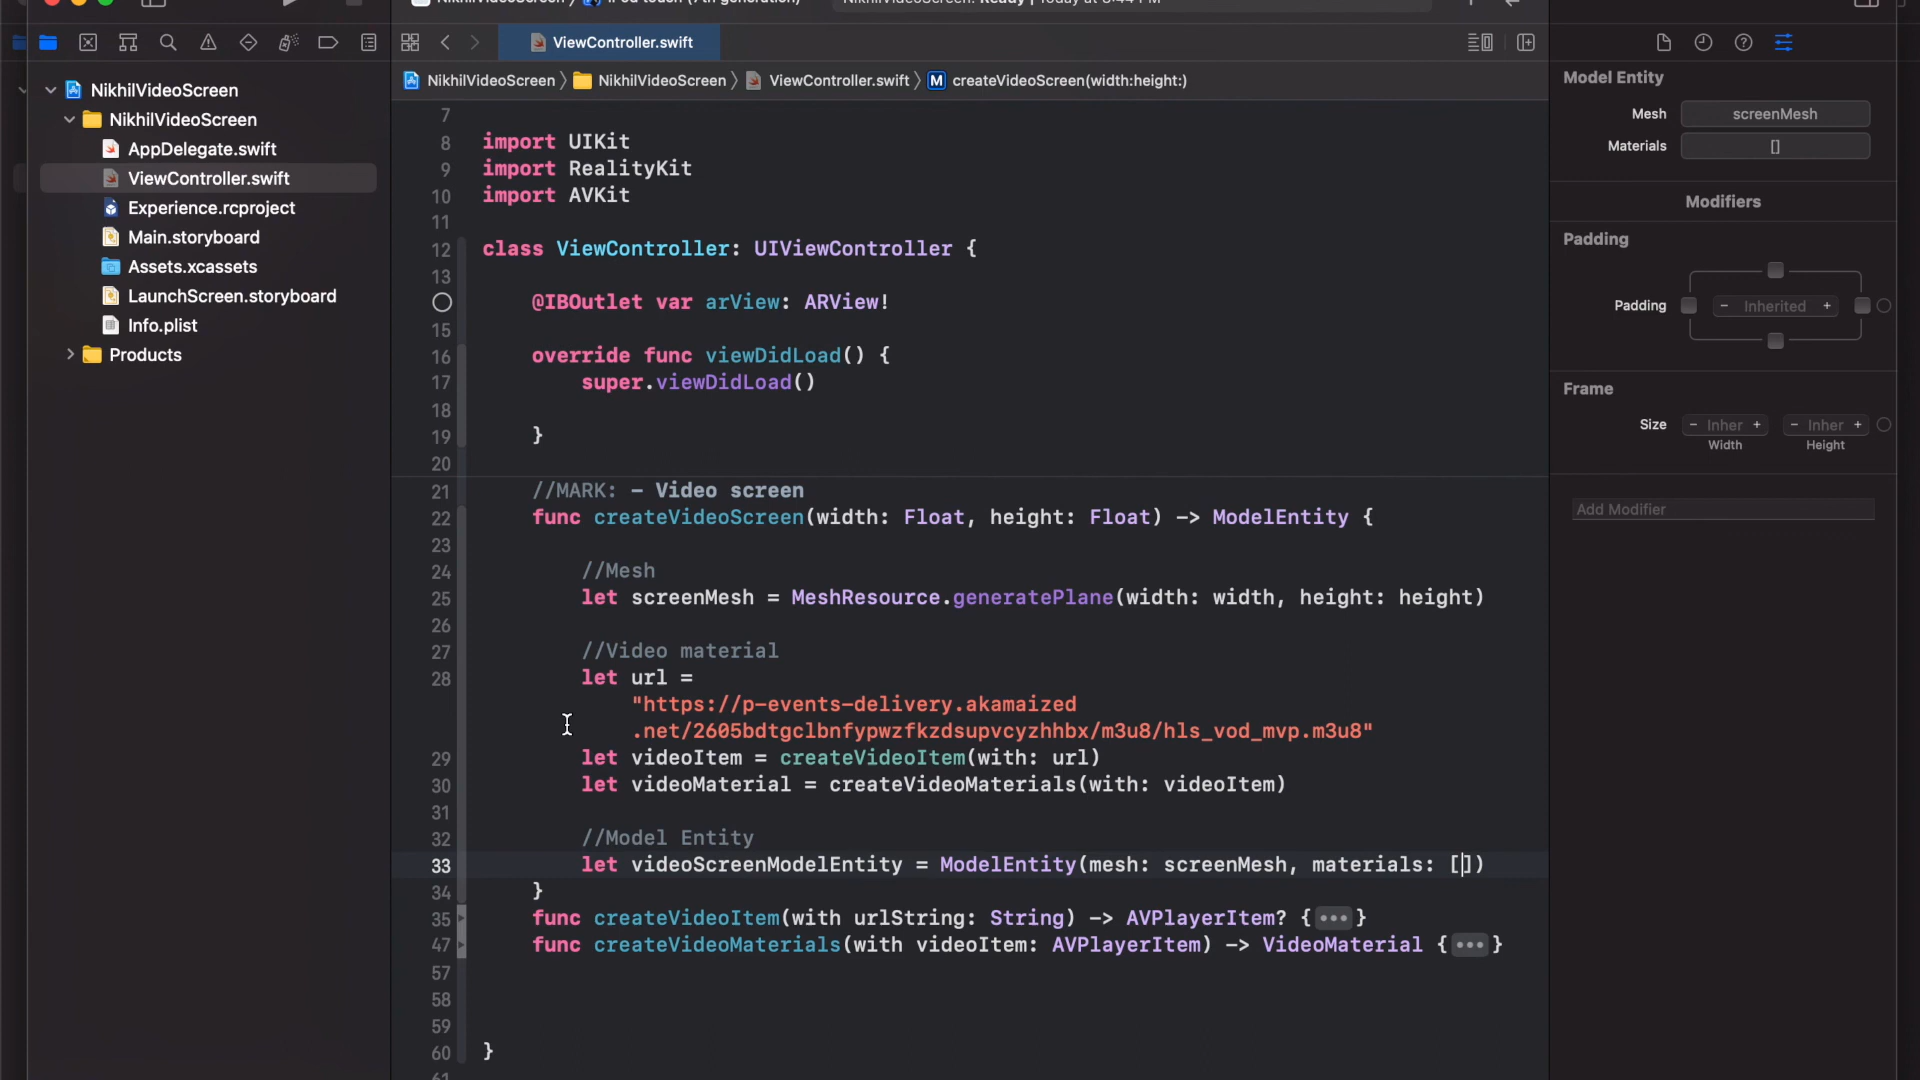 ViewController.swift
NikhilVideoScreen
NikhilVideoScreen
AppDelegate.swift
ViewController.swift
Experience.rcproject
Main.storyboard
Assets.xcassets
LaunchScreen.storyboard
Info.plist
Products
NikhilVideoScreen 〉 NikhilVideoScreen 〉 ViewController.swift 〉 M createVideoScreen(width:height:)
7
8 import UIKit
9 import RealityKit
10 import AVKit
11
12 class ViewController: UIViewController {
13
@IBOutlet var arView: ARView!
15
16 override func viewDidLoad() {
17 super.viewDidLoad()
18
19 }
20
21 //MARK: - Video screen
22 func createVideoScreen(width: Float, height: Float) -> ModelEntity {
23
24 //Mesh
25 let screenMesh = MeshResource.generatePlane(width: width, height: height)
26
27 //Video material
28 let url =
"https://p-events-delivery.akamaized
.net/2605bdtgclbnfypwzfkzdsupvcyzhhbx/m3u8/hls_vod_mvp.m3u8"
29 let videoItem = createVideoItem(with: url)
30 let videoMaterial = createVideoMaterials(with: videoItem)
31
32 //Model Entity
33 let videoScreenModelEntity = ModelEntity(mesh: screenMesh, materials: [])
34 }
35 func createVideoItem(with urlString: String) -> AVPlayerItem? {•••}
47 func createVideoMaterials(with videoItem: AVPlayerItem) -> VideoMaterial {•••}
57
58
59
60 }
Model Entity
Mesh screenMesh
Materials []
Modifiers
Padding
Padding - Inherited +
Frame
Size - Inher + - Inher +
Width Height
Add Modifier